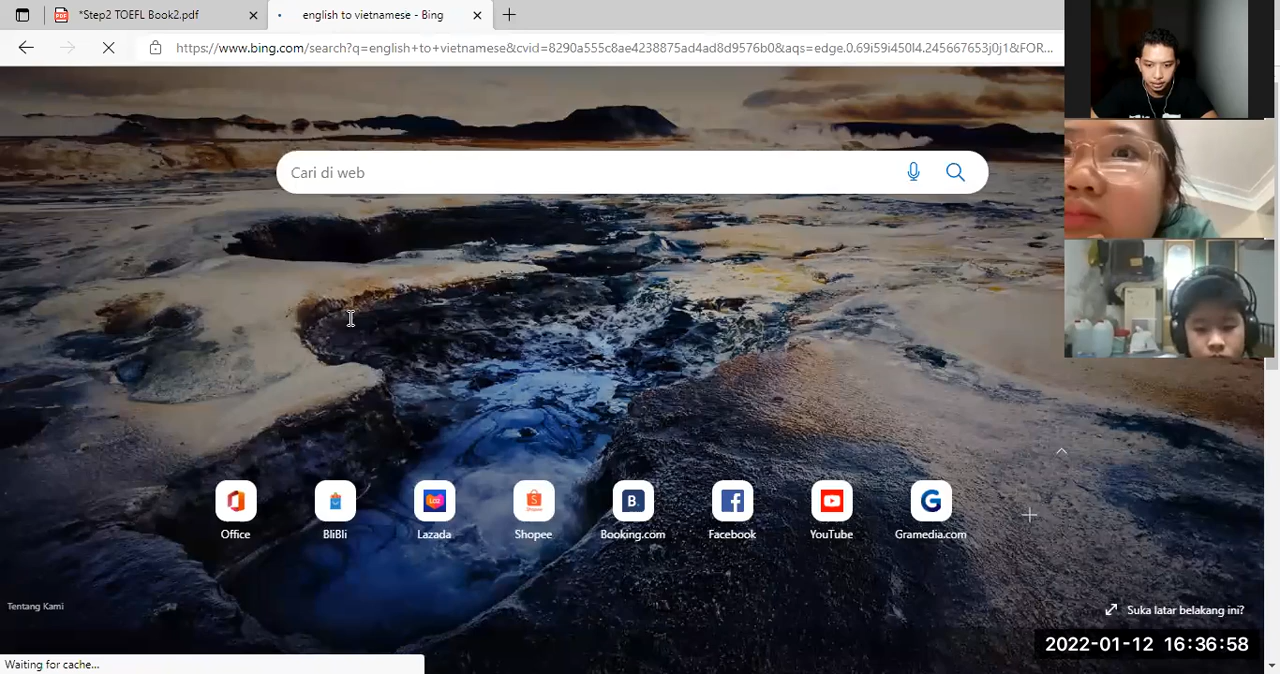 *Step2 TOEFL Book2.pdf
english to vietnamese - Bing
https://www.bing.com/search?q=english+to+vietnamese&cvid=8290a555c8ae4238875ad4ad8d9576b0&aqs=edge.0.69i59i450l4.245667653j0j1&FOR...
Cari di web
Office
BliBli
Lazada
Shopee
Booking.com
Facebook
YouTube
Gramedia.com
Tentang Kami
Suka latar belakang ini?
2022-01-12 16:36:58
Waiting for cache...